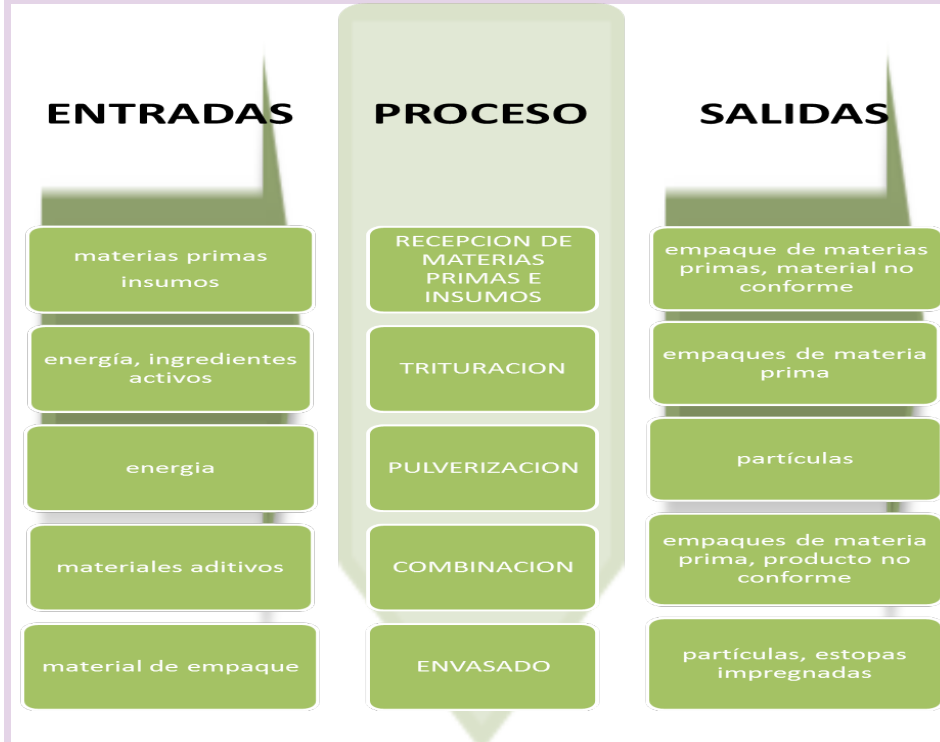 ENTRADAS
PROCESO
SALIDAS
materias primas
insumos
RECEPCION DE
MATERIAS
PRIMAS E
INSUMOS
empaque de materias
primas, material no
conforme
energía, ingredientes
activos
TRITURACION
empaques de materia
prima
energia
PULVERIZACION
partículas
materiales aditivos
COMBINACION
empaques de materia
prima, producto no
conforme
material de empaque
ENVASADO
partículas, estopas
impregnadas